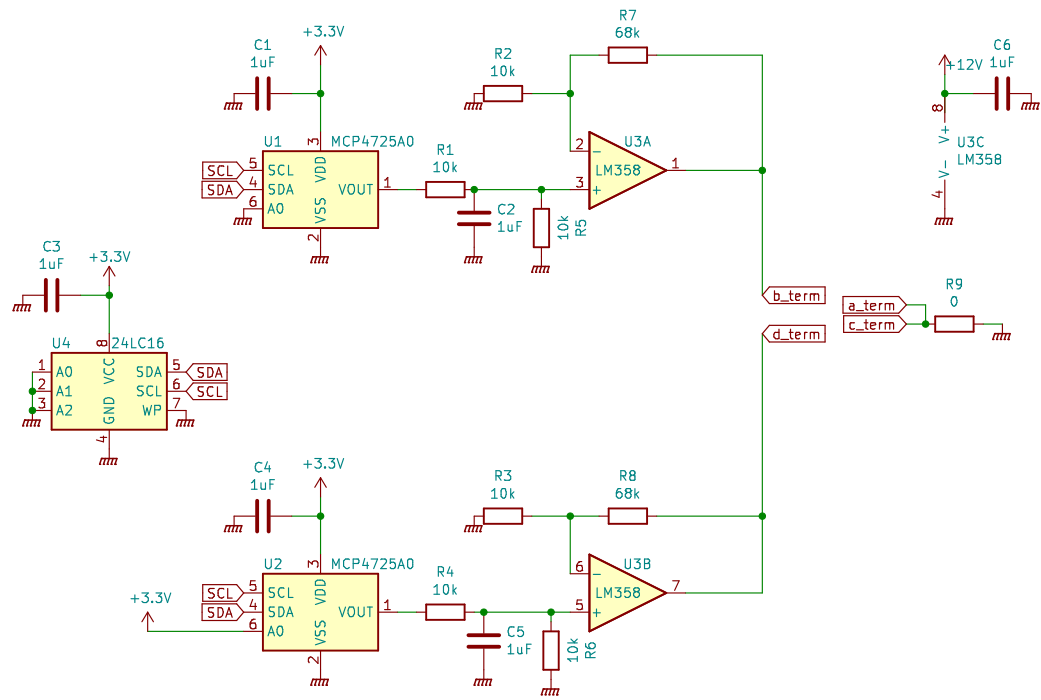 C1
1uF
+3.3V
R2
10k
R7
68k
C6
1uF
+12V
8
V+
U3C
LM358
V-
4
U1
MCP4725A0
3
VDD
SCL
5
SCL
SDA
4
SDA
6
A0
VOUT
1
VSS
2
R1
10k
C2
1uF
10k
R5
2
-
U3A
LM358
1
3
+
C3
1uF
+3.3V
b_term
d_term
a_term
c_term
R9
0
U4
24LC16
8
VCC
1
A0
2
A1
3
A2
SDA
5
SDA
SCL
6
SCL
WP
7
GND
4
C4
1uF
+3.3V
R3
10k
R8
68k
U2
MCP4725A0
3
VDD
SCL
5
SCL
SDA
4
SDA
+3.3V
6
A0
VOUT
1
VSS
2
R4
10k
C5
1uF
10k
R6
6
-
U3B
LM358
7
5
+